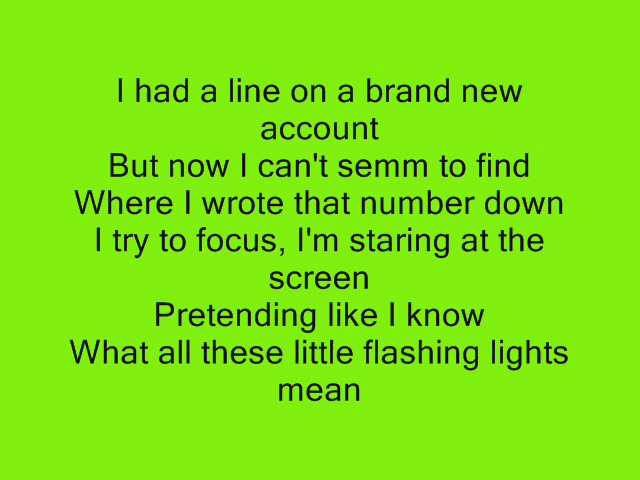 I had a line on a brand new
account
But now I can't semm to find
Where I wrote that number down
I try to focus, I'm staring at the
screen
Pretending like I know
What all these little flashing lights
mean